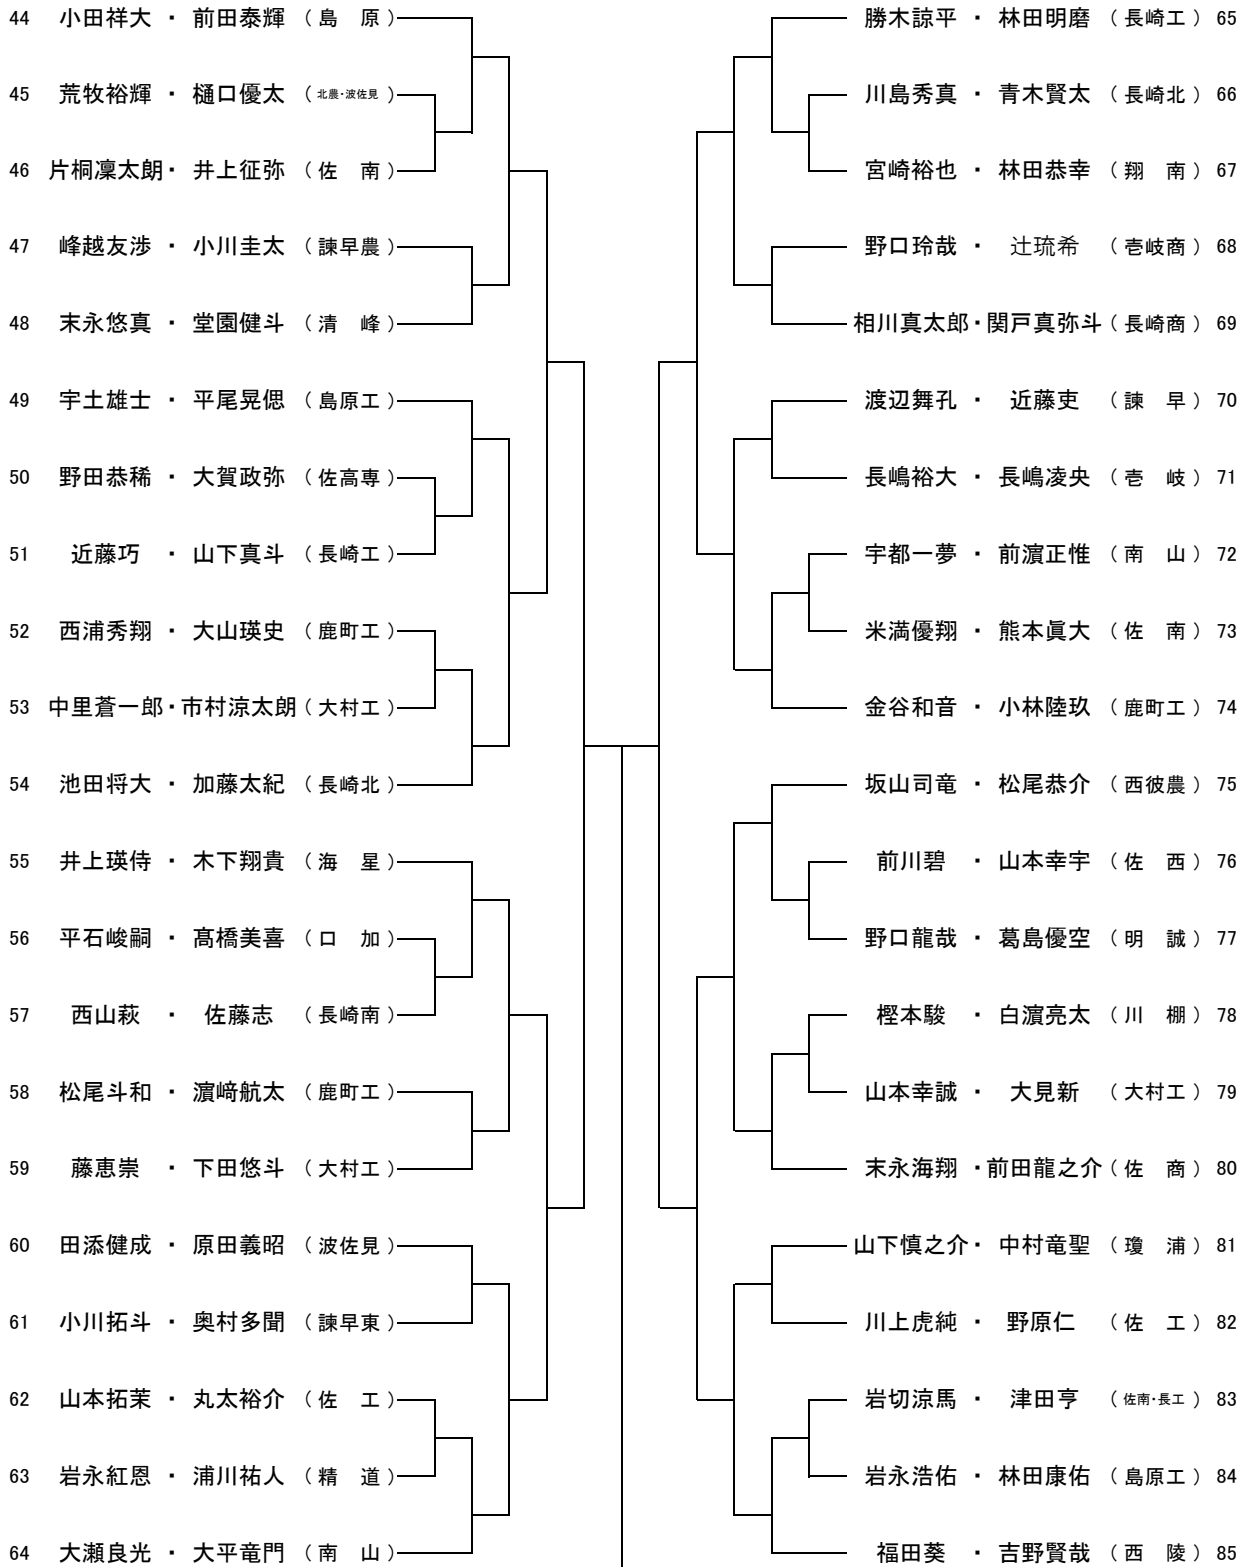 44 小田祥大 ・ 前田泰輝 （ 島　原 ）
45 荒牧裕輝 ・ 樋口優太 （ 北農・波佐見 ）
46 片桐凜太朗 ・ 井上征弥 （ 佐　南 ）
47 峰越友渉 ・ 小川圭太 （ 諫早農 ）
48 末永悠真 ・ 堂園健斗 （ 清　峰 ）
49 宇土雄士 ・ 平尾晃偲 （ 島原工 ）
50 野田恭稀 ・ 大賀政弥 （ 佐高専 ）
51 近藤巧 ・ 山下真斗 （ 長崎工 ）
52 西浦秀翔 ・ 大山瑛史 （ 鹿町工 ）
53 中里蒼一郎 ・ 市村涼太朗 （ 大村工 ）
54 池田将大 ・ 加藤太紀 （ 長崎北 ）
55 井上瑛侍 ・ 木下翔貴 （ 海　星 ）
56 平石峻嗣 ・ 髙橋美喜 （ 口　加 ）
57 西山萩 ・ 佐藤志 （ 長崎南 ）
58 松尾斗和 ・ 濵﨑航太 （ 鹿町工 ）
59 藤恵崇 ・ 下田悠斗 （ 大村工 ）
60 田添健成 ・ 原田義昭 （ 波佐見 ）
61 小川拓斗 ・ 奥村多聞 （ 諫早東 ）
62 山本拓茉 ・ 丸太裕介 （ 佐　工 ）
63 岩永紅恩 ・ 浦川祐人 （ 精　道 ）
64 大瀬良光 ・ 大平竜門 （ 南　山 ）
勝木諒平 ・ 林田明磨 （ 長崎工 ） 65
川島秀真 ・ 青木賢太 （ 長崎北 ） 66
宮崎裕也 ・ 林田恭幸 （ 翔　南 ） 67
野口玲哉 ・ 辻琉希 （ 壱岐商 ） 68
相川真太郎 ・ 関戸真弥斗 （ 長崎商 ） 69
渡辺舞孔 ・ 近藤吏 （ 諫　早 ） 70
長嶋裕大 ・ 長嶋凌央 （ 壱　岐 ） 71
宇都一夢 ・ 前濵正惟 （ 南　山 ） 72
米満優翔 ・ 熊本眞大 （ 佐　南 ） 73
金谷和音 ・ 小林陸玖 （ 鹿町工 ） 74
坂山司竜 ・ 松尾恭介 （ 西彼農 ） 75
前川碧 ・ 山本幸宇 （ 佐　西 ） 76
野口龍哉 ・ 葛島優空 （ 明　誠 ） 77
樫本駿 ・ 白濵亮太 （ 川　棚 ） 78
山本幸誠 ・ 大見新 （ 大村工 ） 79
末永海翔 ・ 前田龍之介 （ 佐　商 ） 80
山下慎之介 ・ 中村竜聖 （ 瓊　浦 ） 81
川上虎純 ・ 野原仁 （ 佐　工 ） 82
岩切涼馬 ・ 津田亨 （ 佐南・長工 ） 83
岩永浩佑 ・ 林田康佑 （ 島原工 ） 84
福田葵 ・ 吉野賢哉 （ 西　陵 ） 85